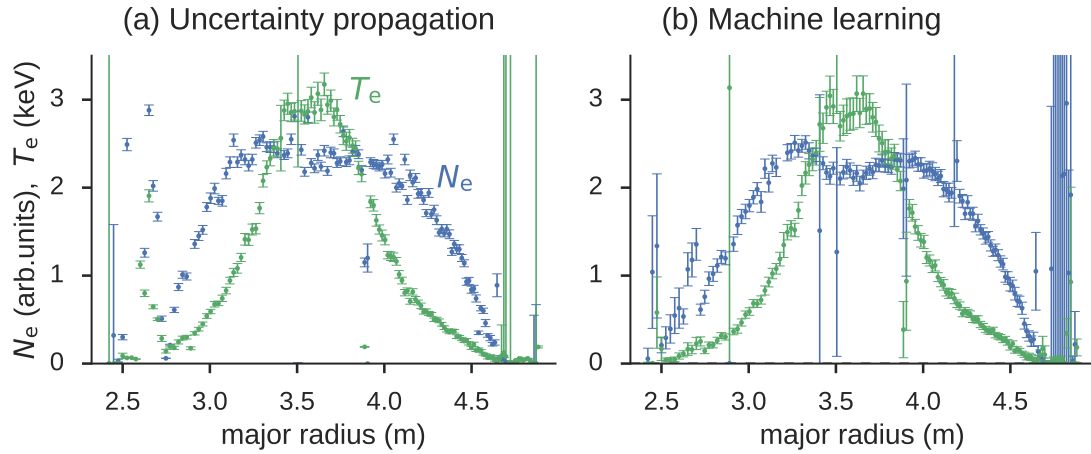 (a) Uncertainty propagation
(b) Machine learning
Nₑ (arb.units), Tₑ (keV)
3
2
1
0
Tₑ
Nₑ
2.5 3.0 3.5 4.0 4.5
major radius (m)
3
2
1
0
2.5 3.0 3.5 4.0 4.5
major radius (m)